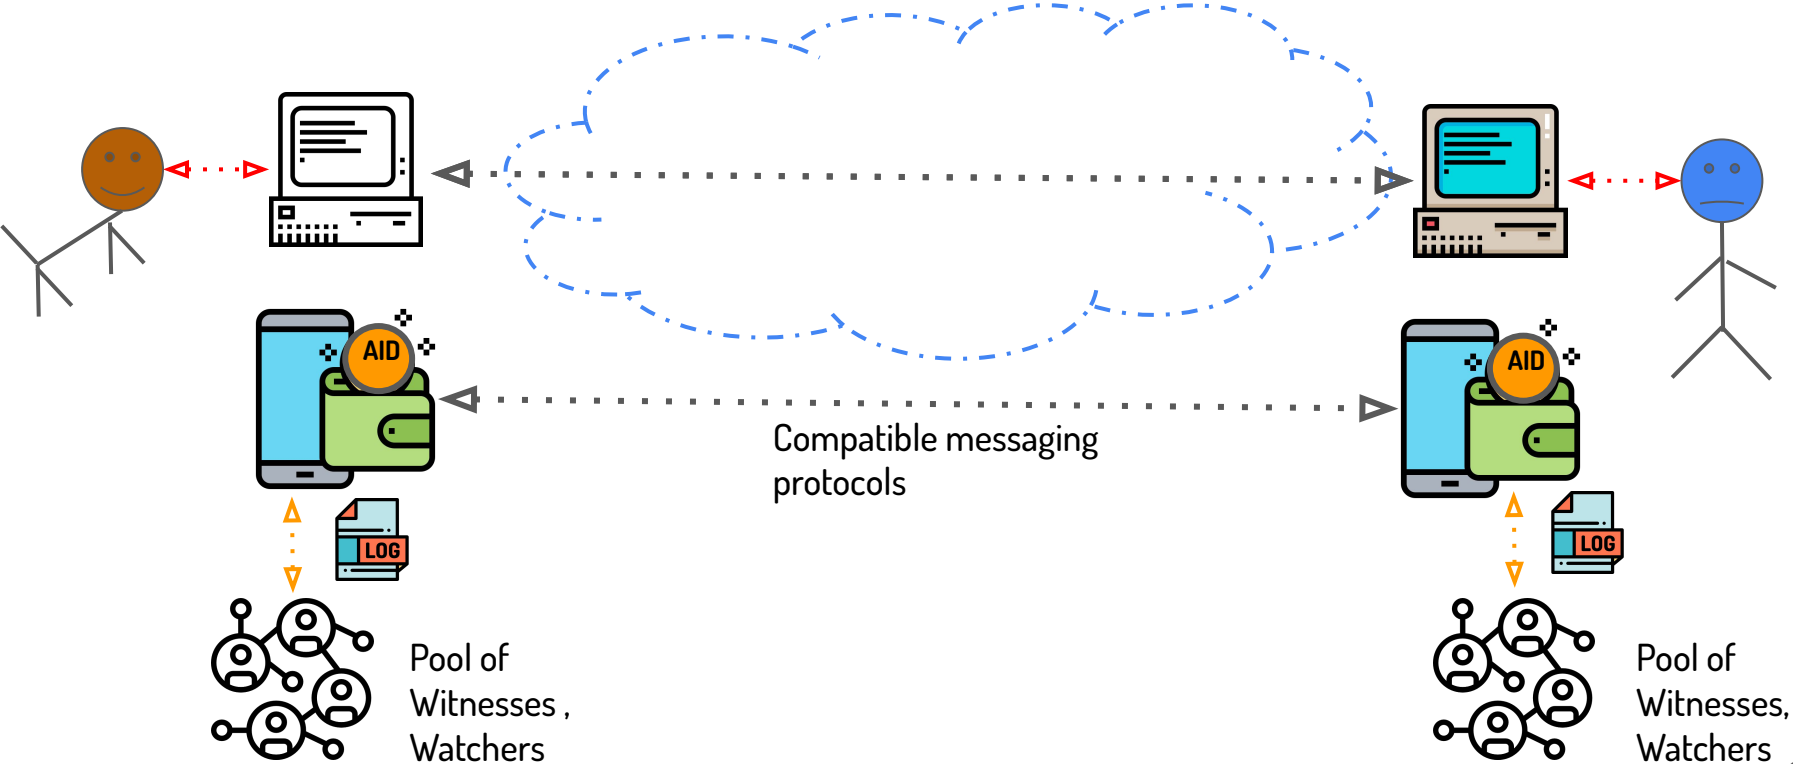 AID
AID
Compatible messaging
protocols
LOG
LOG
Pool of
Witnesses ,
Watchers
Pool of
Witnesses,
Watchers